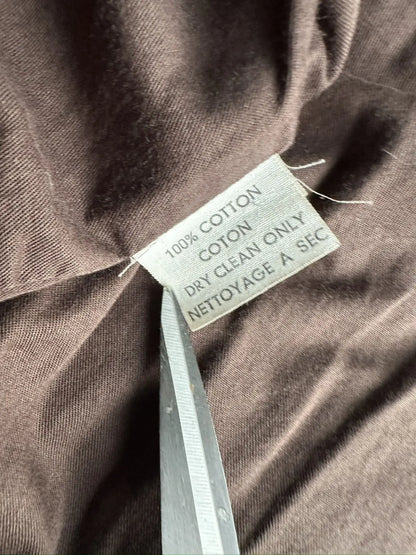 100% COTTON
COTON
DRY CLEAN ONLY
NETTOYAGE A SEC